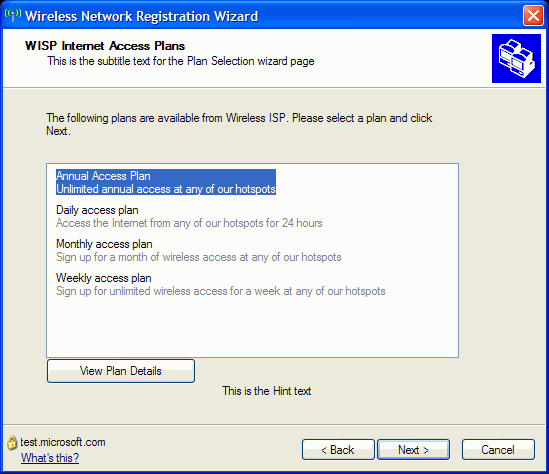 Wireless Network Registration Wizard
WISP Internet Access Plans
This is the subtitle text for the Plan Selection wizard page
The following plans are available from Wireless ISP. Please select a plan and click
Next.
Annual Access Plan
Unlimited annual access at any of our hotspots
Daily access plan
Access the Internet from any of our hotspots for 24 hours
Monthly access plan
Sign up for a month of wireless access at any of our hotspots
Weekly access plan
Sign up for unlimited wireless access for a week at any of our hotspots
View Plan Details
This is the Hint text
test.microsoft.com
What's this?
< Back
Next >
Cancel